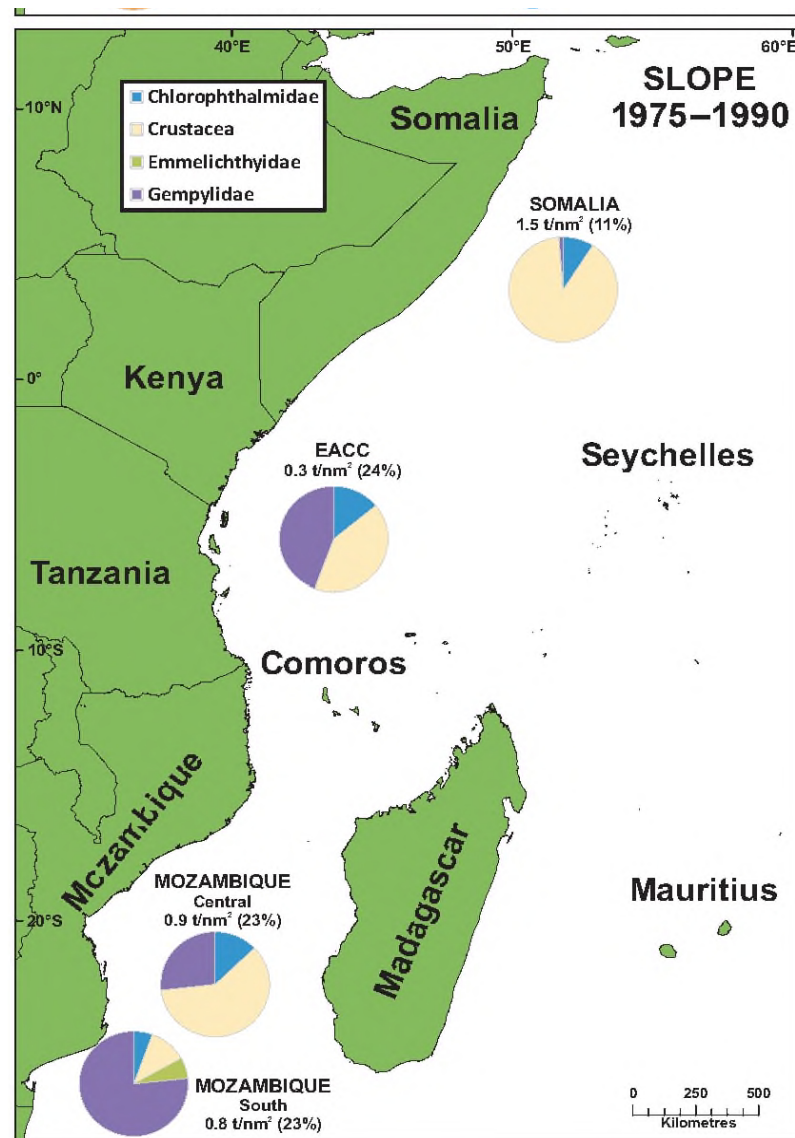 40°E
50°E
60°E
SLOPE
1975–1990
Chlorophthalmidae
Crustacea
Emmelichthyidae
Gempylidae
10°N
Somalia
SOMALIA
1.5 t/nm² (11%)
Kenya
0°
EACC
0.3 t/nm² (24%)
Seychelles
Tanzania
10°S
Comoros
Mczambique
Madagascar
MOZAMBIQUE
Central
0.9 t/nm² (23%)
Mauritius
20°S
MOZAMBIQUE
South
0.8 t/nm² (23%)
0 125 250 500
Kilometres